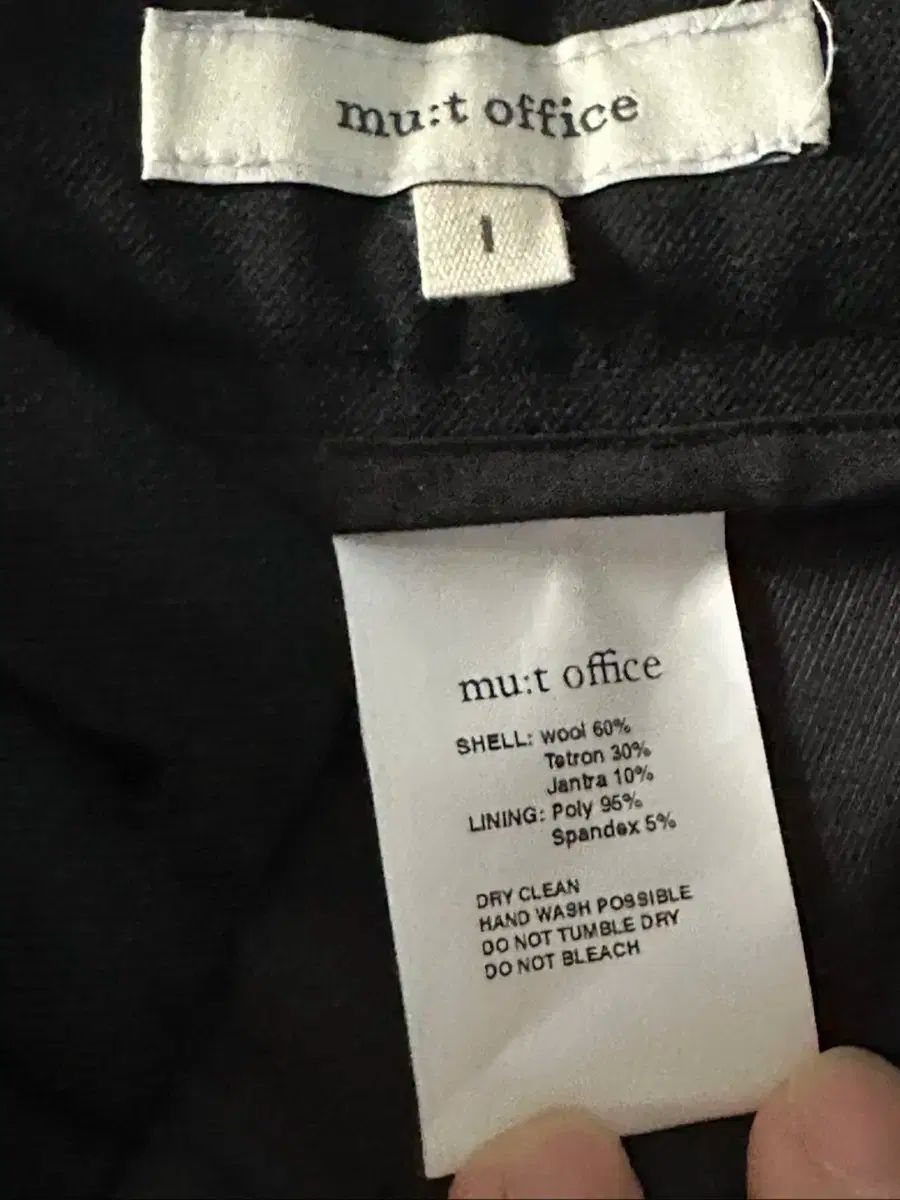 mu:t office
1
mu:t office
SHELL: wool 60%
Tetron 30%
Jantra 10%
LINING: Poly 95%
Spandex 5%
DRY CLEAN
HAND WASH POSSIBLE
DO NOT TUMBLE DRY
DO NOT BLEACH